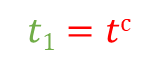 t₁ = tᶜ